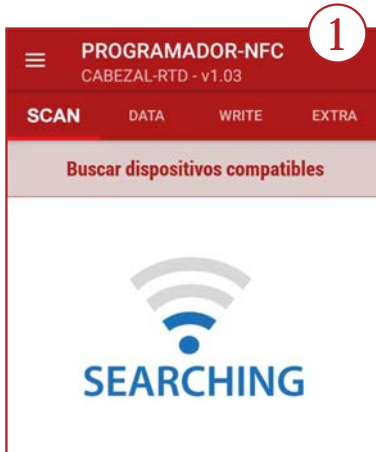 1
PROGRAMADOR-NFC
CABEZAL-RTD - v1.03
SCAN DATA WRITE EXTRA
Buscar dispositivos compatibles
SEARCHING